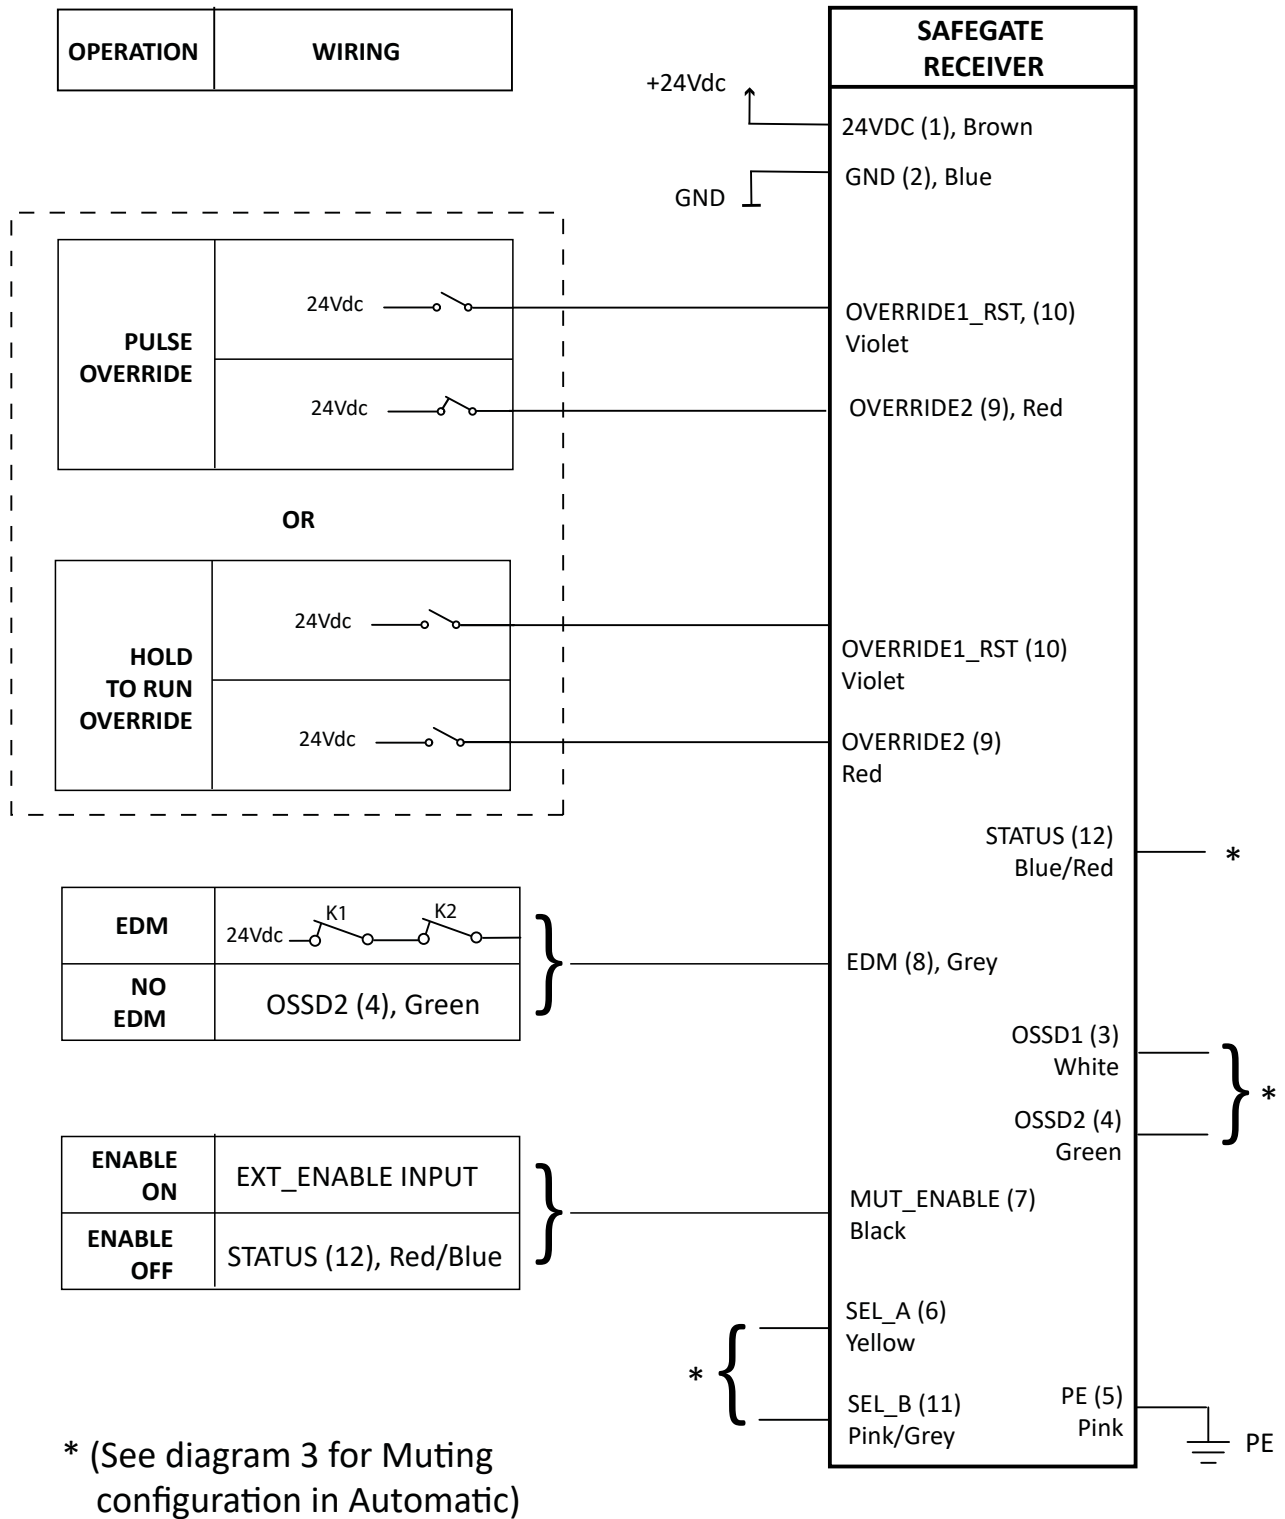 OPERATION
WIRING
SAFEGATE
RECEIVER
+24Vdc
24VDC (1), Brown
GND
GND (2), Blue
PULSE
OVERRIDE
24Vdc
OVERRIDE1_RST, (10)
Violet
24Vdc
OVERRIDE2 (9), Red
OR
HOLD
TO RUN
OVERRIDE
24Vdc
OVERRIDE1_RST (10)
Violet
24Vdc
OVERRIDE2 (9)
Red
STATUS (12)
Blue/Red
*
EDM
24Vdc
K1
K2
NO
EDM
OSSD2 (4), Green
EDM (8), Grey
OSSD1 (3)
White
OSSD2 (4)
Green
*
ENABLE
ON
EXT_ENABLE INPUT
ENABLE
OFF
STATUS (12), Red/Blue
MUT_ENABLE (7)
Black
*
SEL_A (6)
Yellow
SEL_B (11)
Pink/Grey
PE (5)
Pink
PE
* (See diagram 3 for Muting
configuration in Automatic)